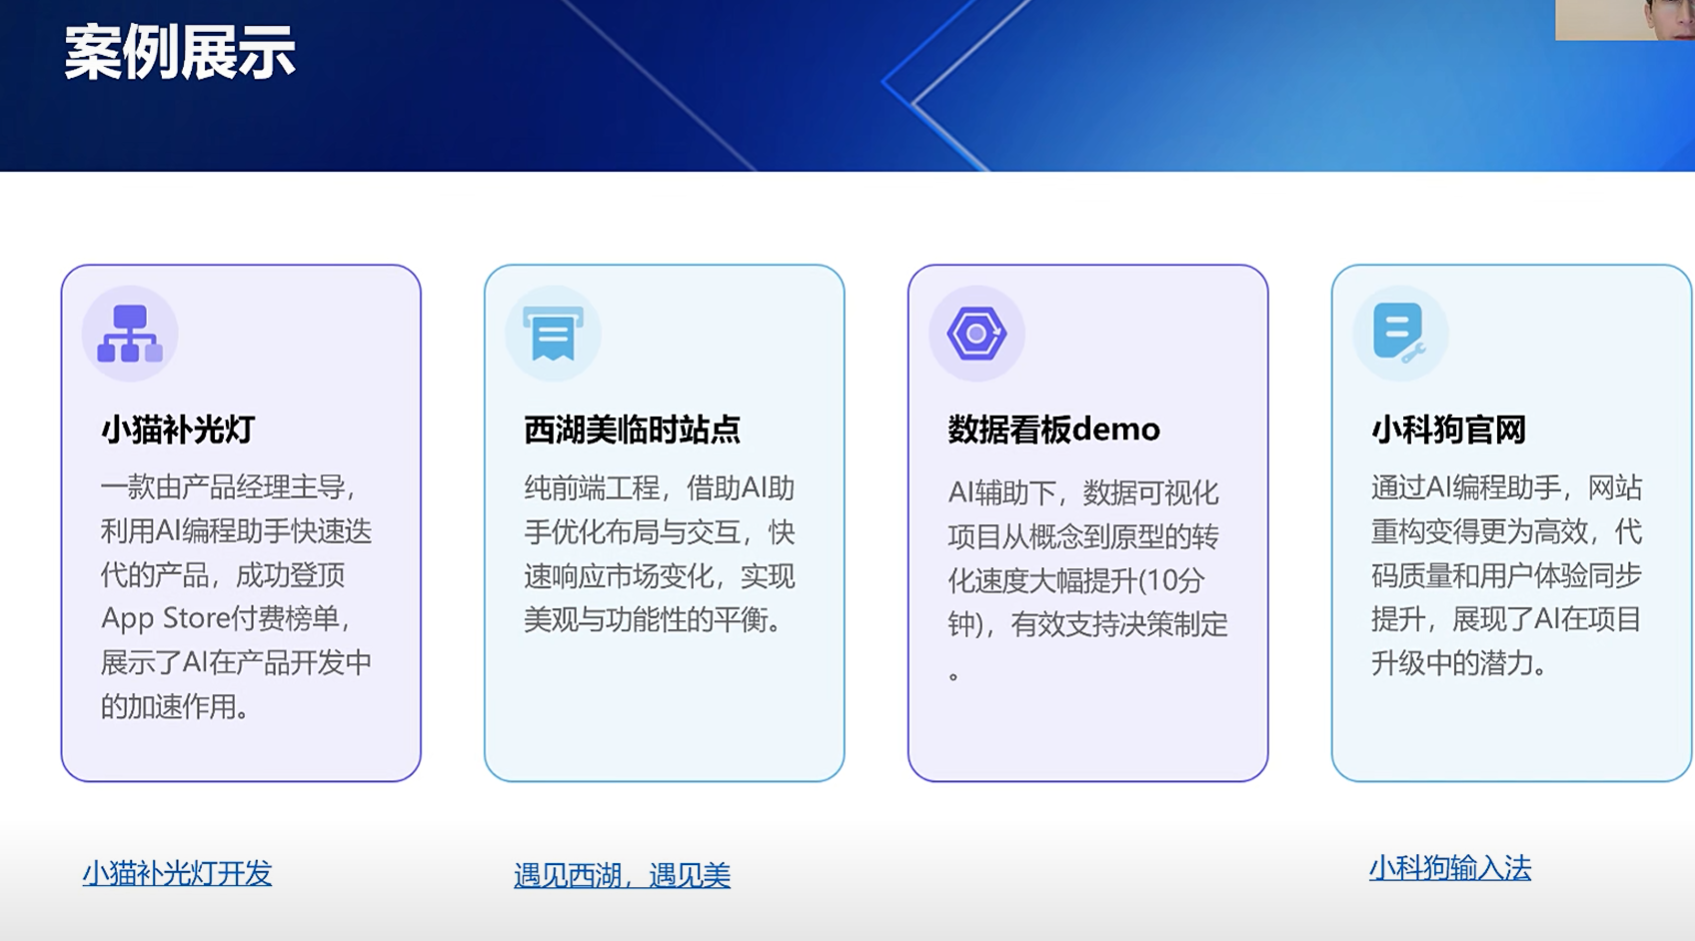 案例展示
小猫补光灯
一款由产品经理主导，
利用AI编程助手快速迭
代的产品，成功登顶
App Store付费榜单，
展示了AI在产品开发中
的加速作用。
西湖美临时站点
纯前端工程，借助AI助
手优化布局与交互，快
速响应市场变化，实现
美观与功能性的平衡。
数据看板demo
AI辅助下，数据可视化
项目从概念到原型的转
化速度大幅提升(10分
钟)，有效支持决策制定
。
小科狗官网
通过AI编程助手，网站
重构变得更为高效，代
码质量和用户体验同步
提升，展现了AI在项目
升级中的潜力。
小猫补光灯开发
遇见西湖，遇见美
小科狗输入法